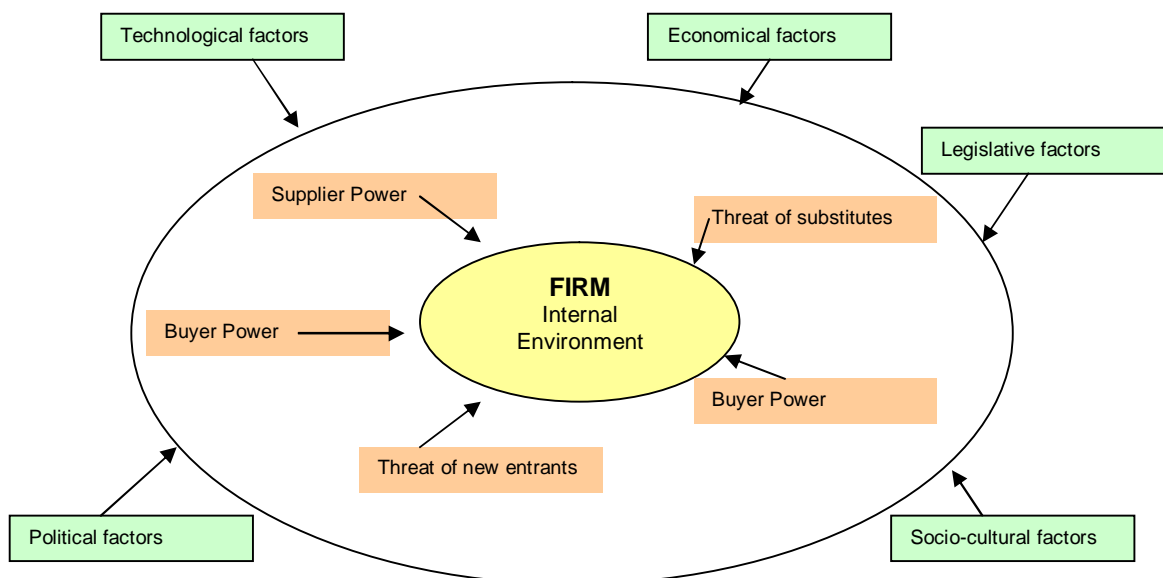 Technological factors
Economical factors
Legislative factors
Supplier Power
Threat of substitutes
FIRM
Internal
Environment
Buyer Power
Buyer Power
Threat of new entrants
Political factors
Socio-cultural factors